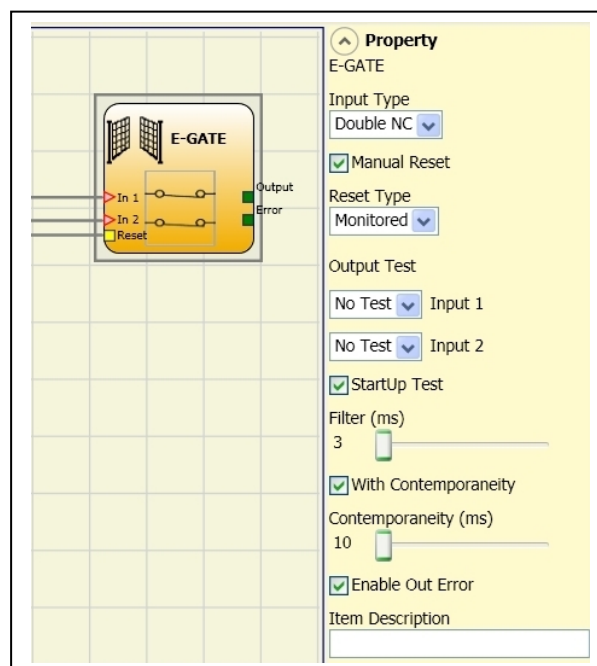 E-GATE
In 1
In 2
Reset
Output
Error
Property
E-GATE
Input Type
Double NC
Manual Reset
Reset Type
Monitored
Output Test
No Test Input 1
No Test Input 2
StartUp Test
Filter (ms)
3
With Contemporaneity
Contemporaneity (ms)
10
Enable Out Error
Item Description